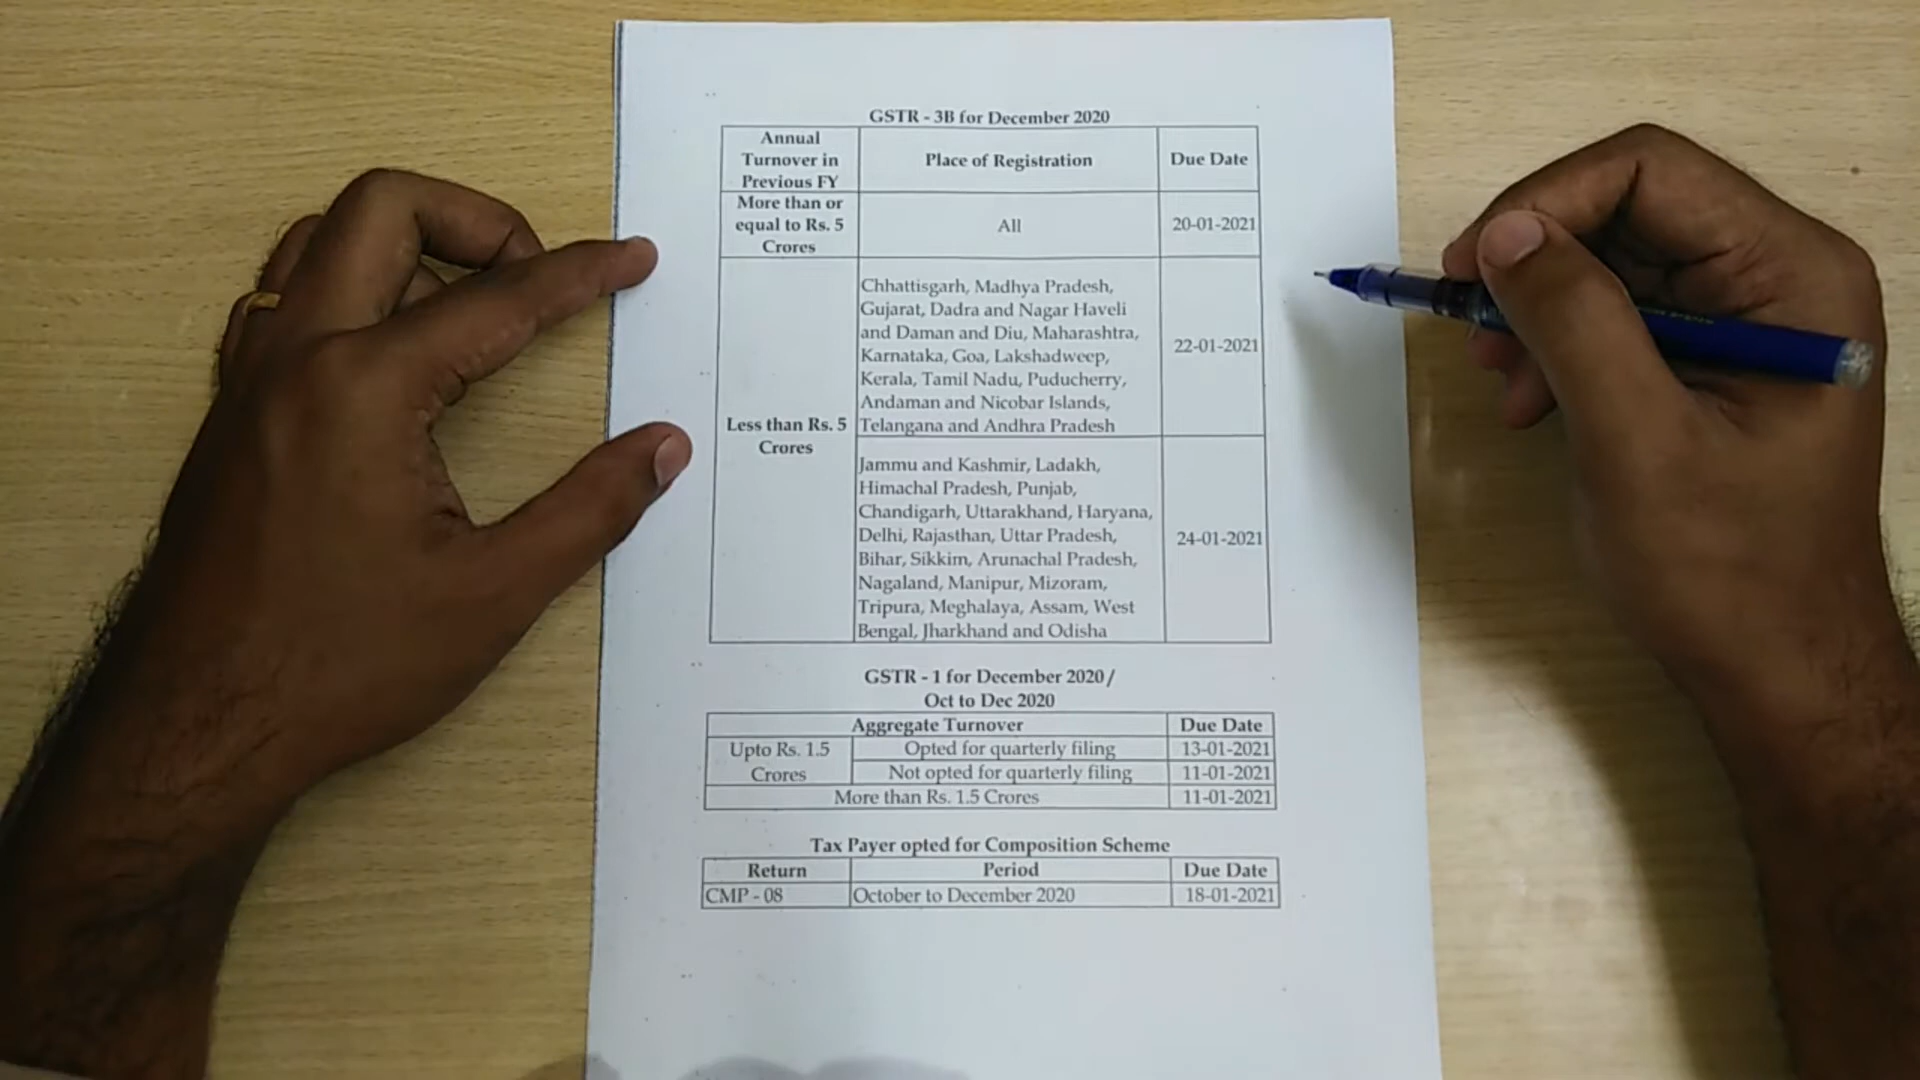 GSTR - 3B for December 2020
Annual
Turnover in
Previous FY
Place of Registration
Due Date
More than or
equal to Rs. 5
Crores
All
20-01-2021
Less than Rs. 5
Crores
Chhattisgarh, Madhya Pradesh,
Gujarat, Dadra and Nagar Haveli
and Daman and Diu, Maharashtra,
Karnataka, Goa, Lakshadweep,
Kerala, Tamil Nadu, Puducherry,
Andaman and Nicobar Islands,
Telangana and Andhra Pradesh
22-01-2021
Jammu and Kashmir, Ladakh,
Himachal Pradesh, Punjab,
Chandigarh, Uttarakhand, Haryana,
Delhi, Rajasthan, Uttar Pradesh,
Bihar, Sikkim, Arunachal Pradesh,
Nagaland, Manipur, Mizoram,
Tripura, Meghalaya, Assam, West
Bengal, Jharkhand and Odisha
24-01-2021
GSTR - 1 for December 2020/
Oct to Dec 2020
Aggregate Turnover
Due Date
Upto Rs. 1.5
Crores
Opted for quarterly filing
13-01-2021
Not opted for quarterly filing
11-01-2021
More than Rs. 1.5 Crores
11-01-2021
Tax Payer opted for Composition Scheme
Return
Period
Due Date
CMP - 08
October to December 2020
18-01-2021